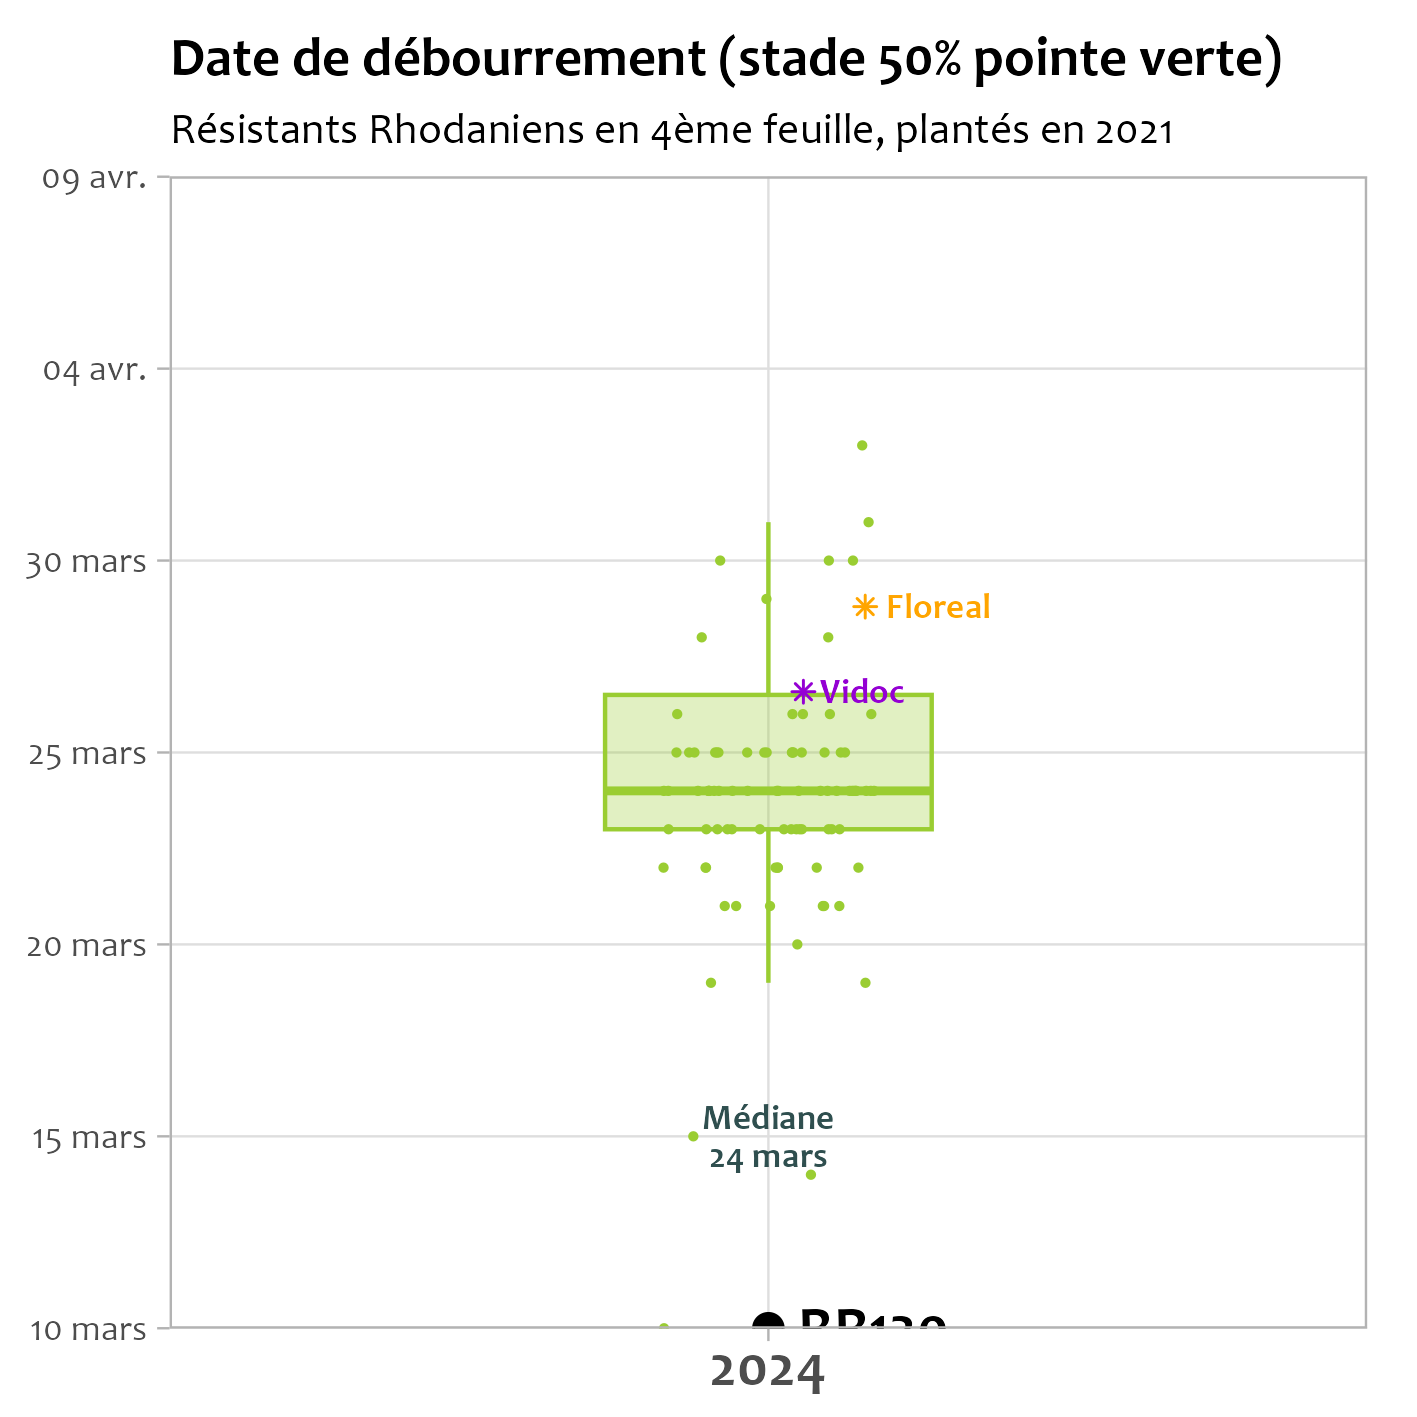 Date de débourrement (stade 50% pointe verte)
Résistants Rhodaniens en 4ème feuille, plantés en 2021
09 avr.
04 avr.
30 mars
Floreal
Vidoc
25 mars
20 mars
Médiane
15 mars
24 mars
10 mars
2024